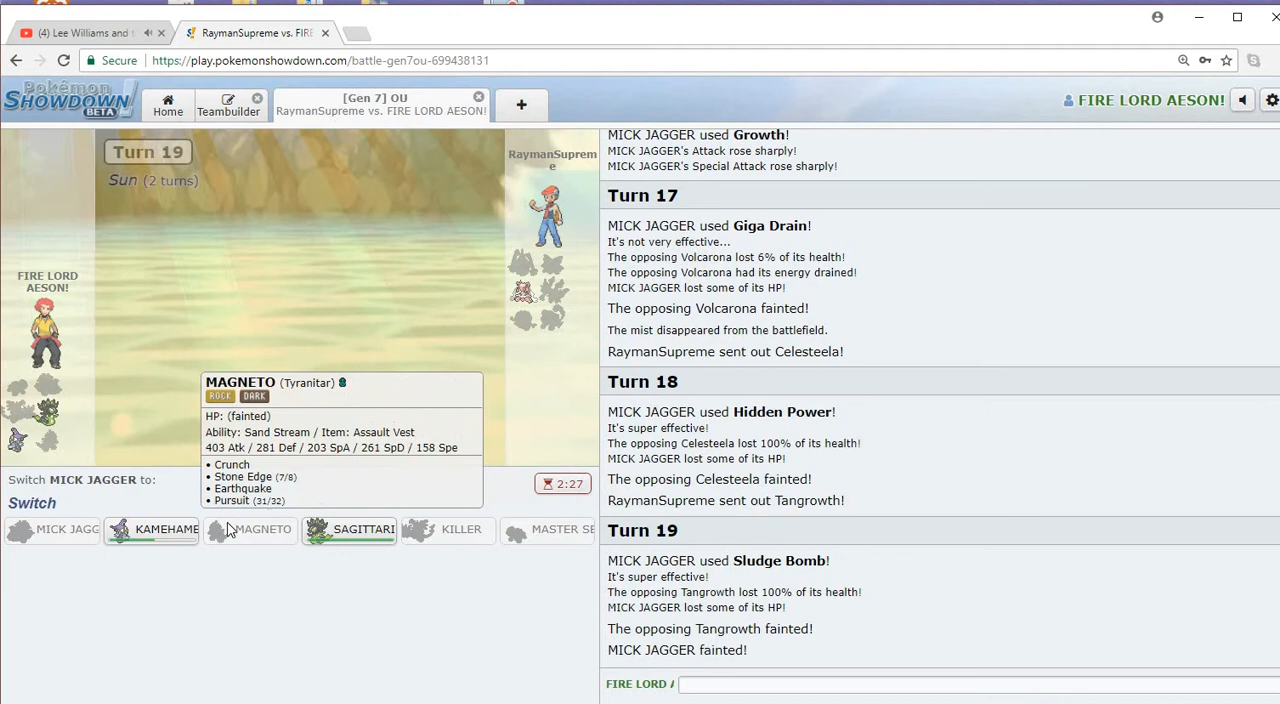 (4) Lee Williams and t
RaymanSupreme vs. FIRE
Secure
https://play.pokemonshowdown.com/battle-gen7ou-699438131
Pokémon
SHOWDOWN
BETA
Home
Teambuilder
[Gen 7] OU
RaymanSupreme vs. FIRE LORD AESON!
+
FIRE LORD AESON!
Turn 19
Sun (2 turns)
RaymanSuprem
e
FIRE LORD
AESON!
MAGNETO (Tyranitar)
ROCK DARK
HP: (fainted)
Ability: Sand Stream / Item: Assault Vest
403 Atk / 281 Def / 203 SpA / 261 SpD / 158 Spe
• Crunch
• Stone Edge (7/8)
• Earthquake
• Pursuit (31/32)
Switch MICK JAGGER to:
2:27
Switch
MICK JAGG
KAMEHAME
MAGNETO
SAGITTARI
KILLER
MASTER SE
MICK JAGGER used Growth!
MICK JAGGER's Attack rose sharply!
MICK JAGGER's Special Attack rose sharply!
Turn 17
MICK JAGGER used Giga Drain!
It's not very effective...
The opposing Volcarona lost 6% of its health!
The opposing Volcarona had its energy drained!
MICK JAGGER lost some of its HP!
The opposing Volcarona fainted!
The mist disappeared from the battlefield.
RaymanSupreme sent out Celesteela!
Turn 18
MICK JAGGER used Hidden Power!
It's super effective!
The opposing Celesteela lost 100% of its health!
MICK JAGGER lost some of its HP!
The opposing Celesteela fainted!
RaymanSupreme sent out Tangrowth!
Turn 19
MICK JAGGER used Sludge Bomb!
It's super effective!
The opposing Tangrowth lost 100% of its health!
MICK JAGGER lost some of its HP!
The opposing Tangrowth fainted!
MICK JAGGER fainted!
FIRE LORD A